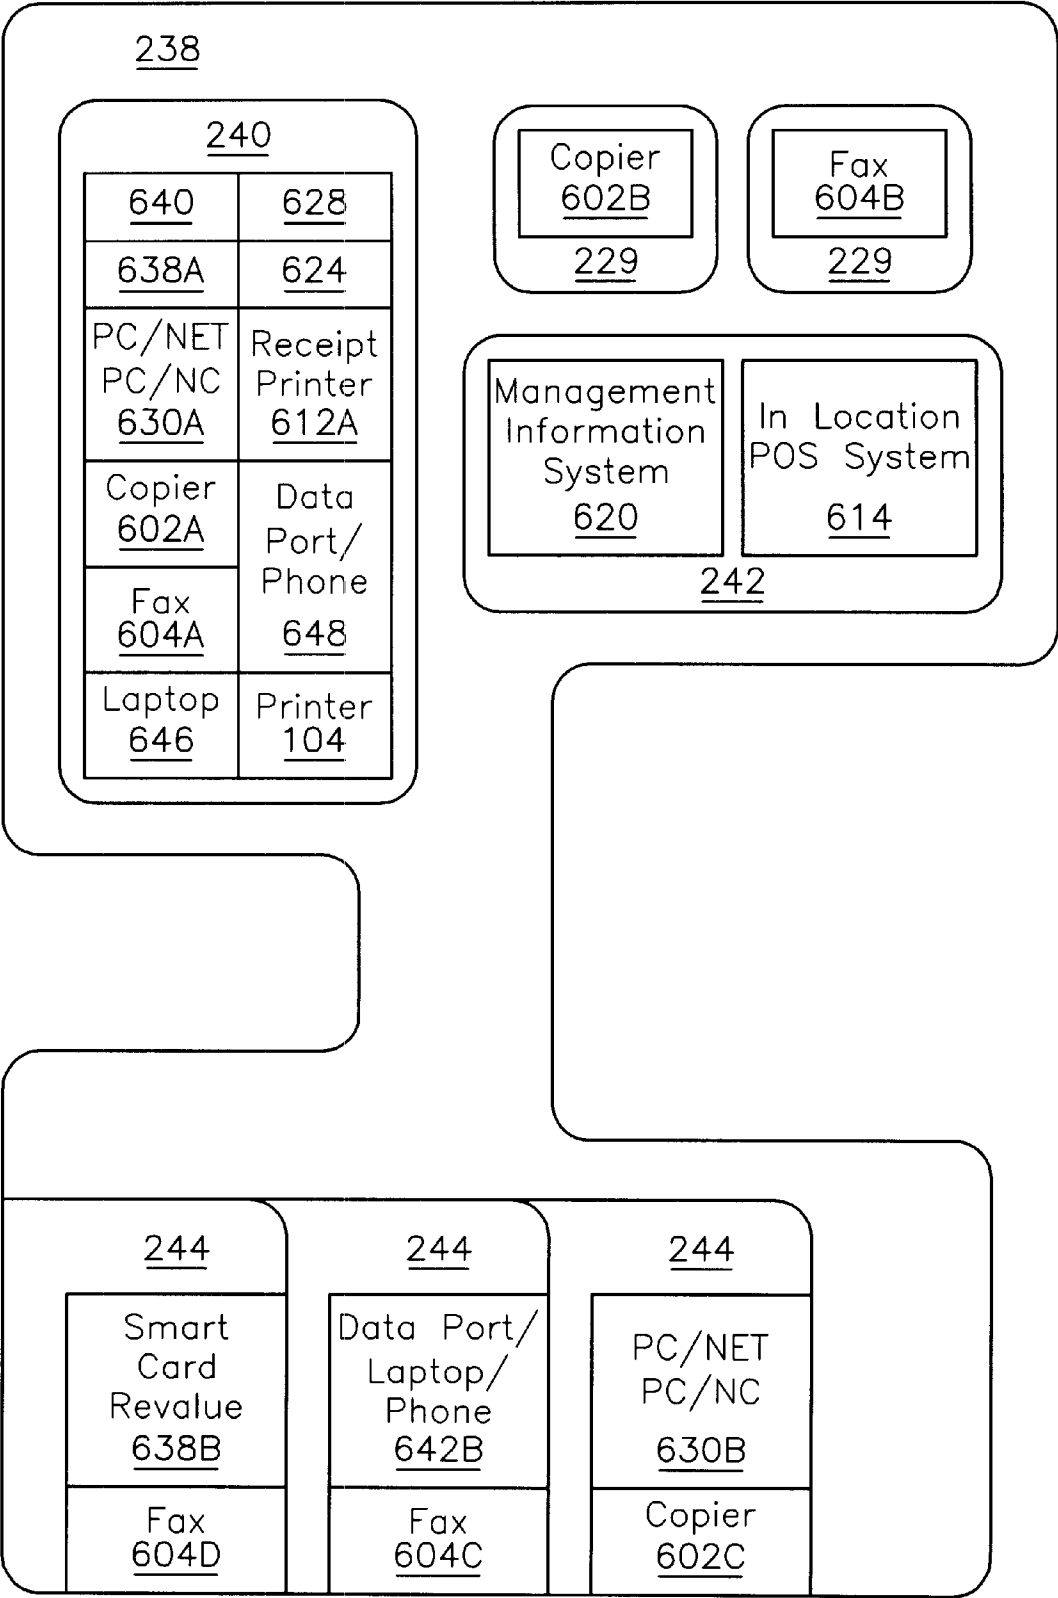 238
240
640
628
638A
624
PC/NET
PC/NC
630A
Receipt
Printer
612A
Copier
602A
Data
Port/
Phone
648
Fax
604A
Laptop
646
Printer
104
Copier
602B
229
Fax
604B
229
Management
Information
System
620
In Location
POS System
614
242
244
Smart
Card
Revalue
638B
Fax
604D
244
Data Port/
Laptop/
Phone
642B
Fax
604C
244
PC/NET
PC/NC
630B
Copier
602C